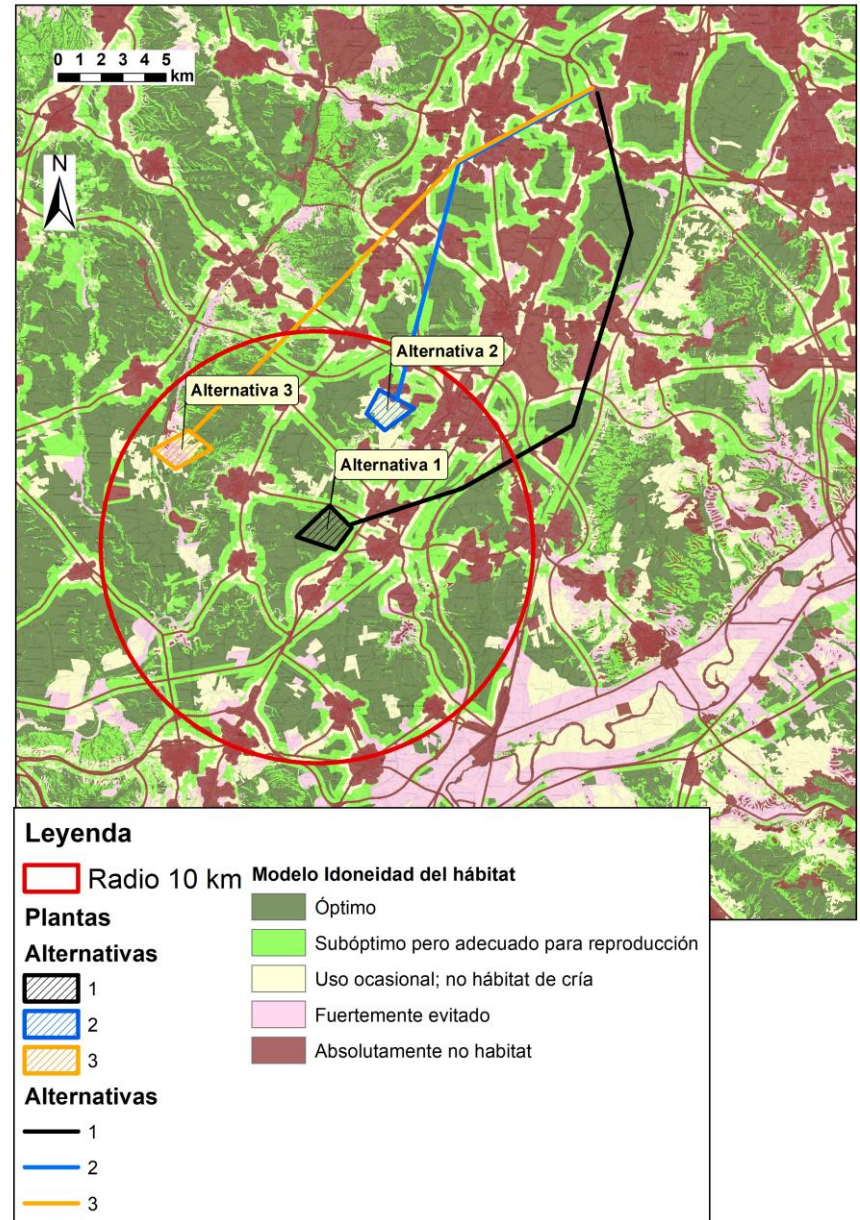 0 1 2 3 4 5
km
N
Alternativa 2
Alternativa 3
Alternativa 1
Leyenda
Radio 10 km
Plantas
Alternativas
1
2
3
Alternativas
1
2
3
Modelo Idoneidad del hábitat
Óptimo
Subóptimo pero adecuado para reproducción
Uso ocasional; no hábitat de cría
Fuertemente evitado
Absolutamente no habitat